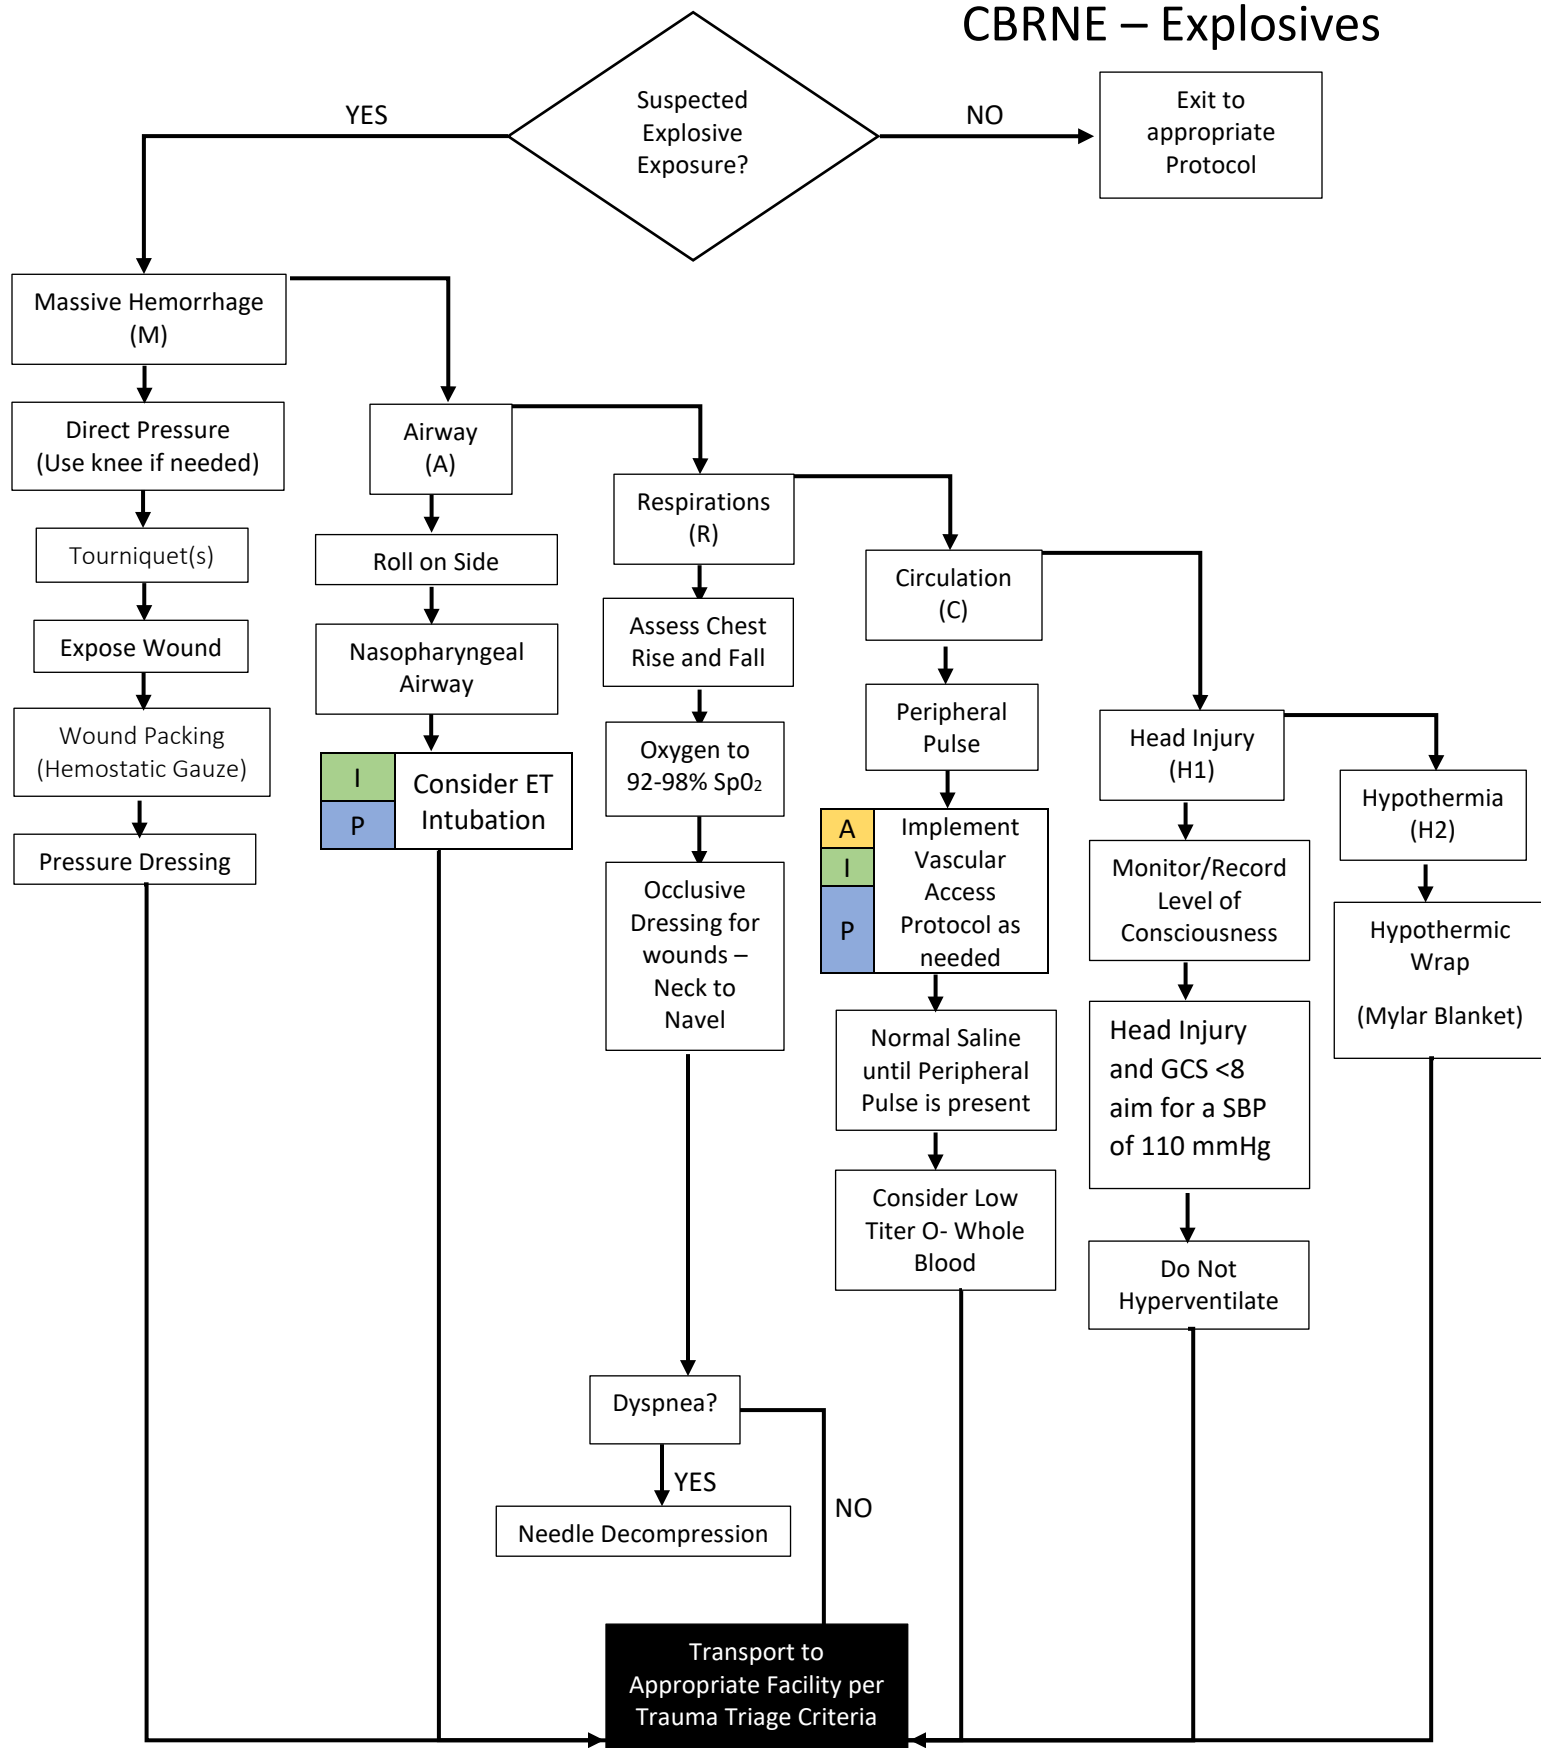 CBRNE – Explosives
Suspected
Explosive
Exposure?
YES
NO
Exit to
appropriate
Protocol
Massive Hemorrhage
(M)
Direct Pressure
(Use knee if needed)
Tourniquet(s)
Expose Wound
Wound Packing
(Hemostatic Gauze)
Pressure Dressing
Airway
(A)
Roll on Side
Nasopharyngeal
Airway
I
P
Consider ET
Intubation
Respirations
(R)
Assess Chest
Rise and Fall
Oxygen to
92-98% Sp0₂
Occlusive
Dressing for
wounds –
Neck to
Navel
Dyspnea?
YES
NO
Needle Decompression
Circulation
(C)
Peripheral
Pulse
A
I
P
Implement
Vascular
Access
Protocol as
needed
Normal Saline
until Peripheral
Pulse is present
Consider Low
Titer O- Whole
Blood
Head Injury
(H1)
Monitor/Record
Level of
Consciousness
Head Injury
and GCS <8
aim for a SBP
of 110 mmHg
Do Not
Hyperventilate
Hypothermia
(H2)
Hypothermic
Wrap
(Mylar Blanket)
Transport to
Appropriate Facility per
Trauma Triage Criteria